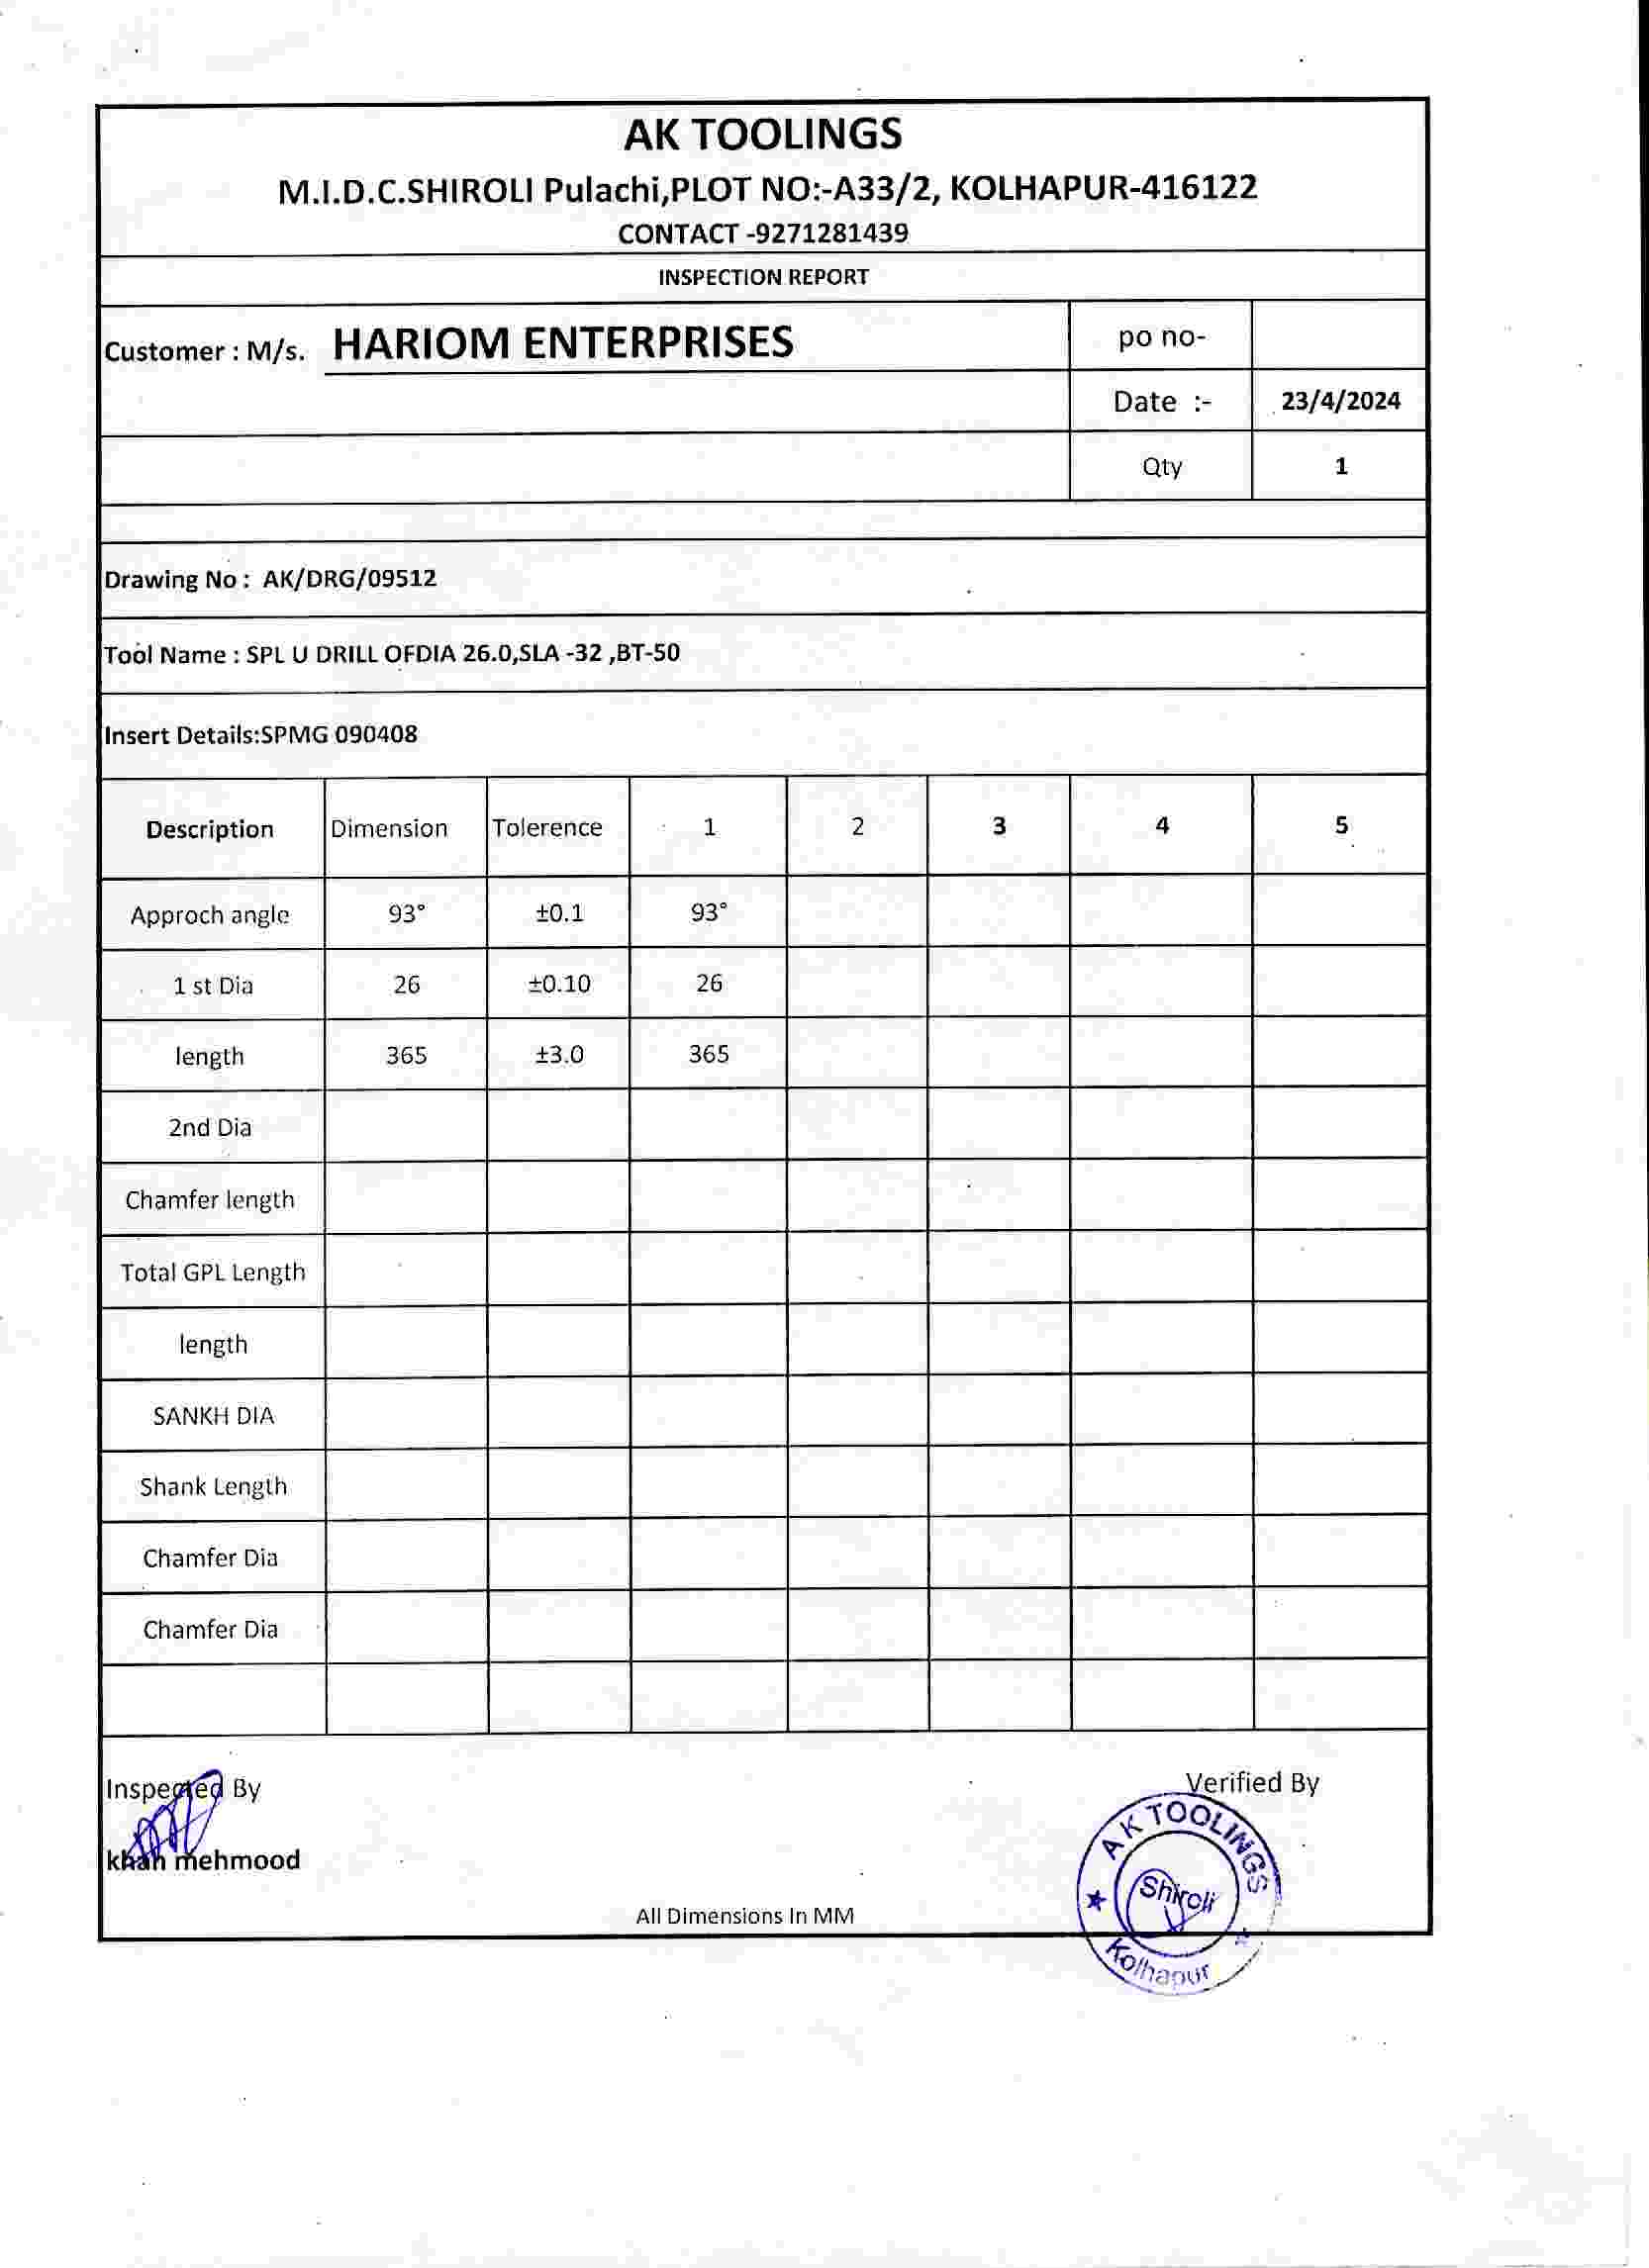 AK TOOLINGS
M.I.D.C.SHIROLI Pulachi,PLOT NO:-A33/2, KOLHAPUR-416122
CONTACT -9271281439
INSPECTION REPORT
Customer : M/s. HARIOM ENTERPRISES
po no-
Date :- 23/4/2024
Qty 1
Drawing No : AK/DRG/09512
Tool Name : SPL U DRILL OFDIA 26.0,SLA -32 ,BT-50
Insert Details:SPMG 090408
Description Dimension Tolerence 1 2 3 4 5
Approch angle 93° ±0.1 93°
1 st Dia 26 ±0.10 26
length 365 ±3.0 365
2nd Dia
Chamfer length
Total GPL Length
length
SANKH DIA
Shank Length
Chamfer Dia
Chamfer Dia
Inspected By
Verified By
khan mehmood
AK TOOLINGS
Shiroli
Kolhapur
All Dimensions In MM